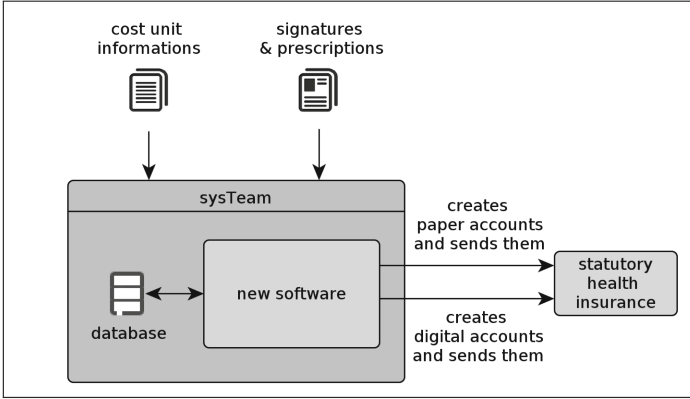 cost unit
informations
signatures
& prescriptions
sysTeam
creates
paper accounts
and sends them
statutory
health
insurance
new software
database
creates
digital accounts
and sends them